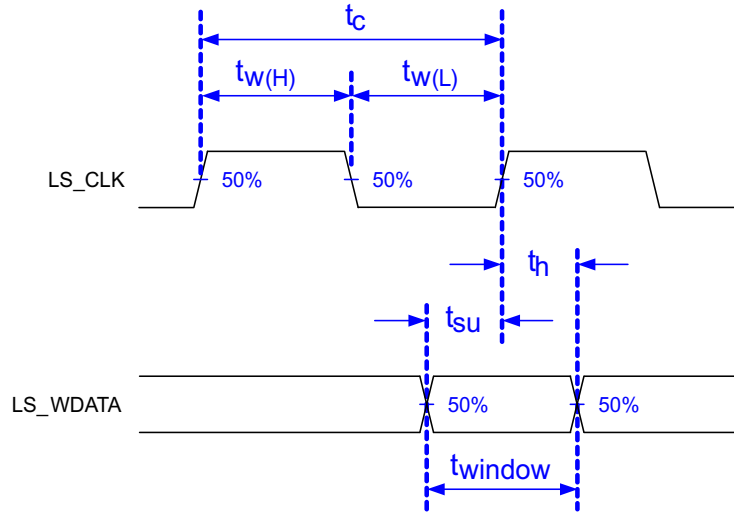 tc
tw(H) tw(L)
LS_CLK 50% 50% 50%
th
tsu
LS_WDATA 50% 50%
twindow